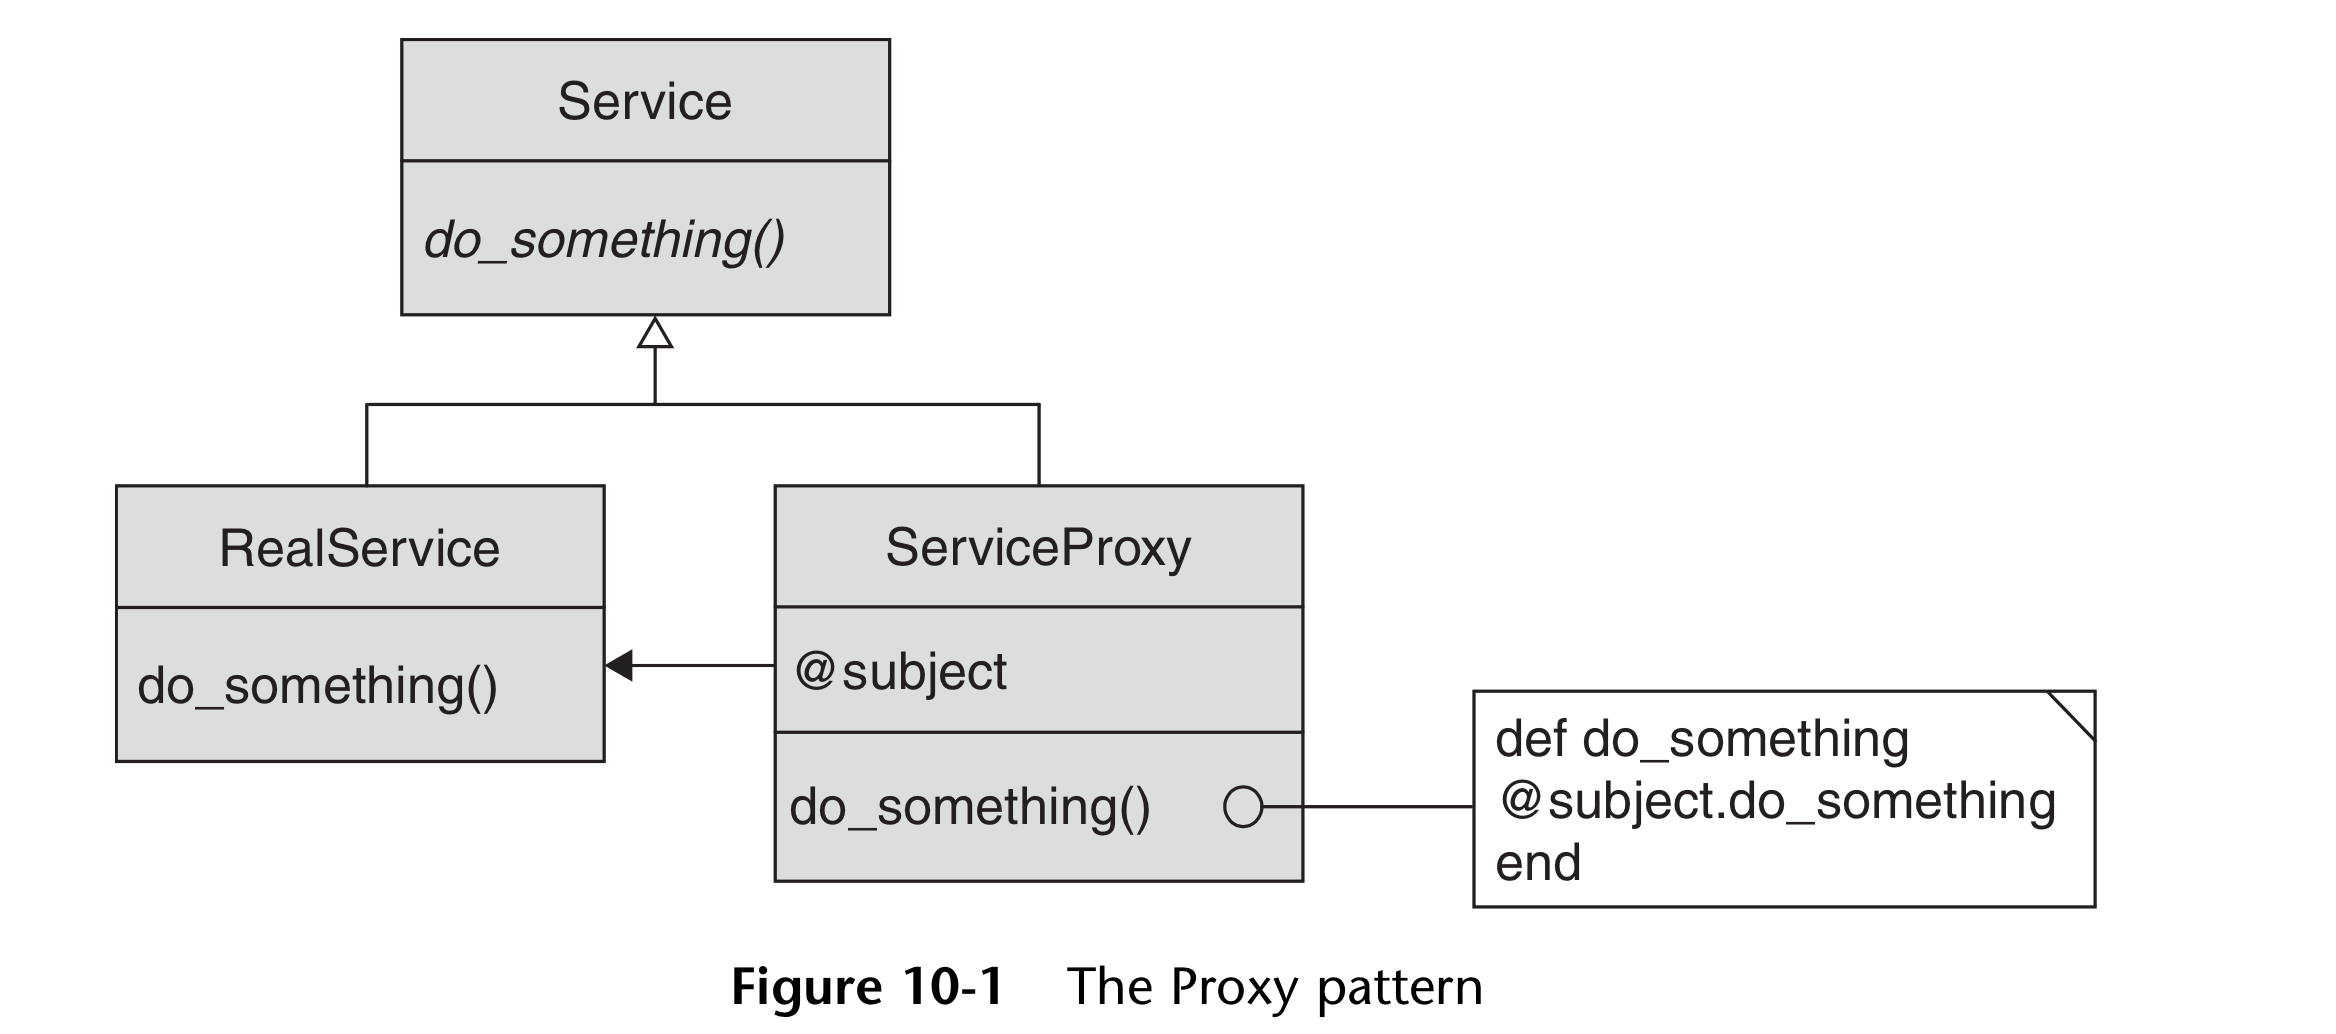 Service
do_something()
RealService
do_something()
ServiceProxy
@subject
do_something()
def do_something
@subject.do_something
end
Figure 10-1 The Proxy pattern